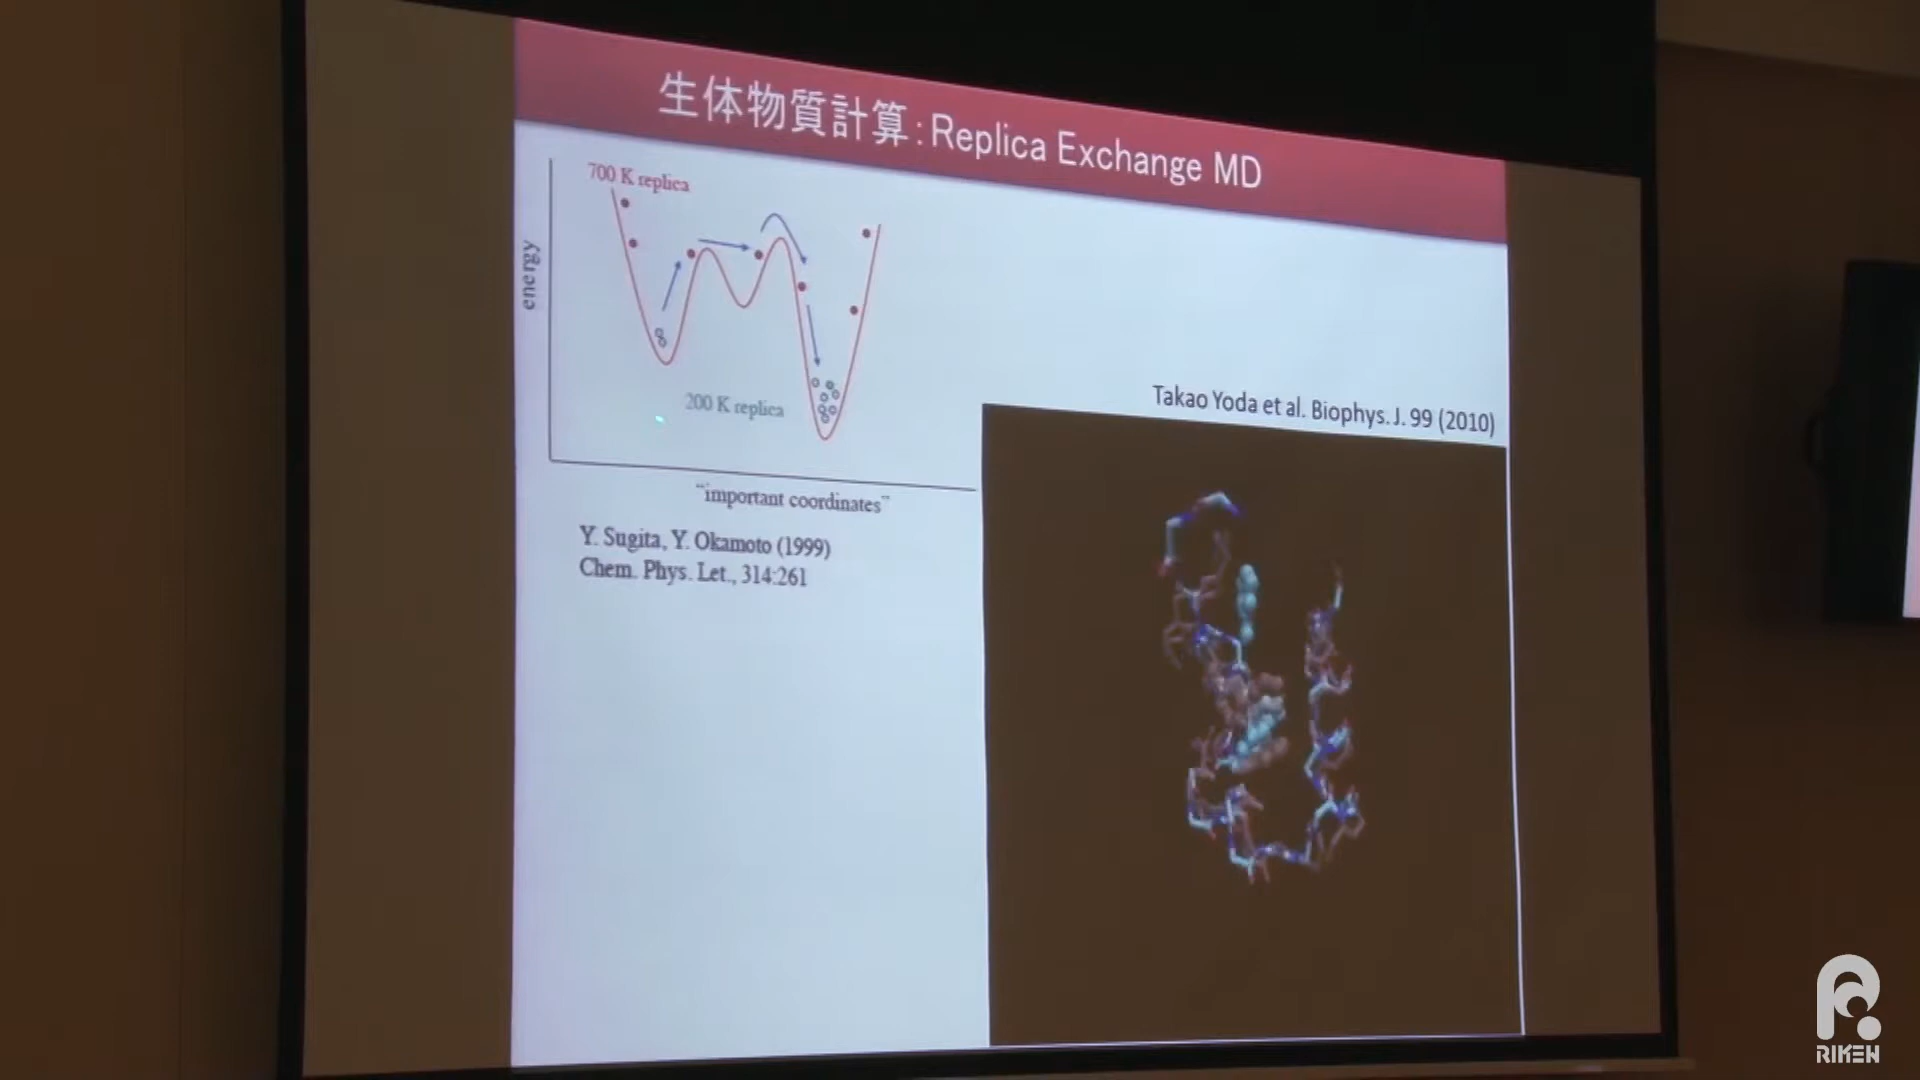 生体物質計算：Replica Exchange MD
700 K replica
energy
200 K replica
"important coordinates"
Y. Sugita, Y. Okamoto (1999)
Chem. Phys. Let., 314:261
Takao Yoda et al. Biophys. J. 99 (2010)
RIKEN